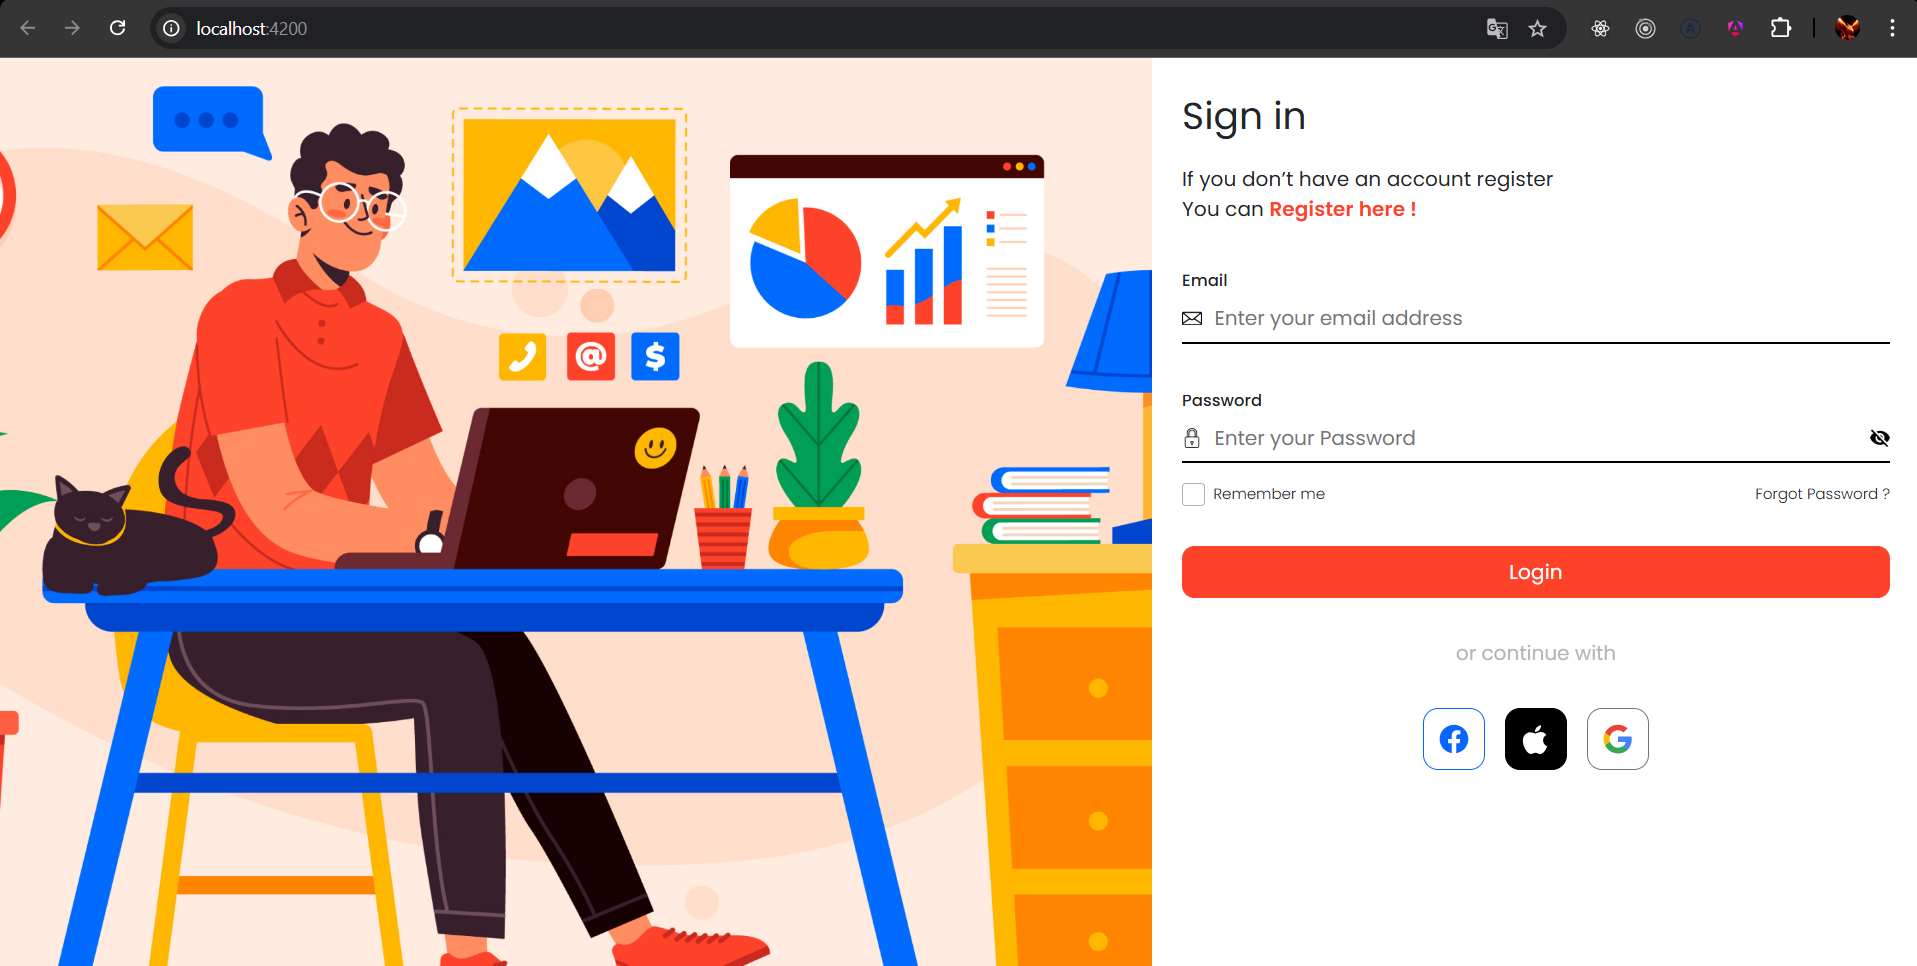 localhost:4200
Sign in
If you don’t have an account register
You can Register here !
Email
Enter your email address
Password
Enter your Password
Remember me
Forgot Password ?
Login
or continue with
@
$